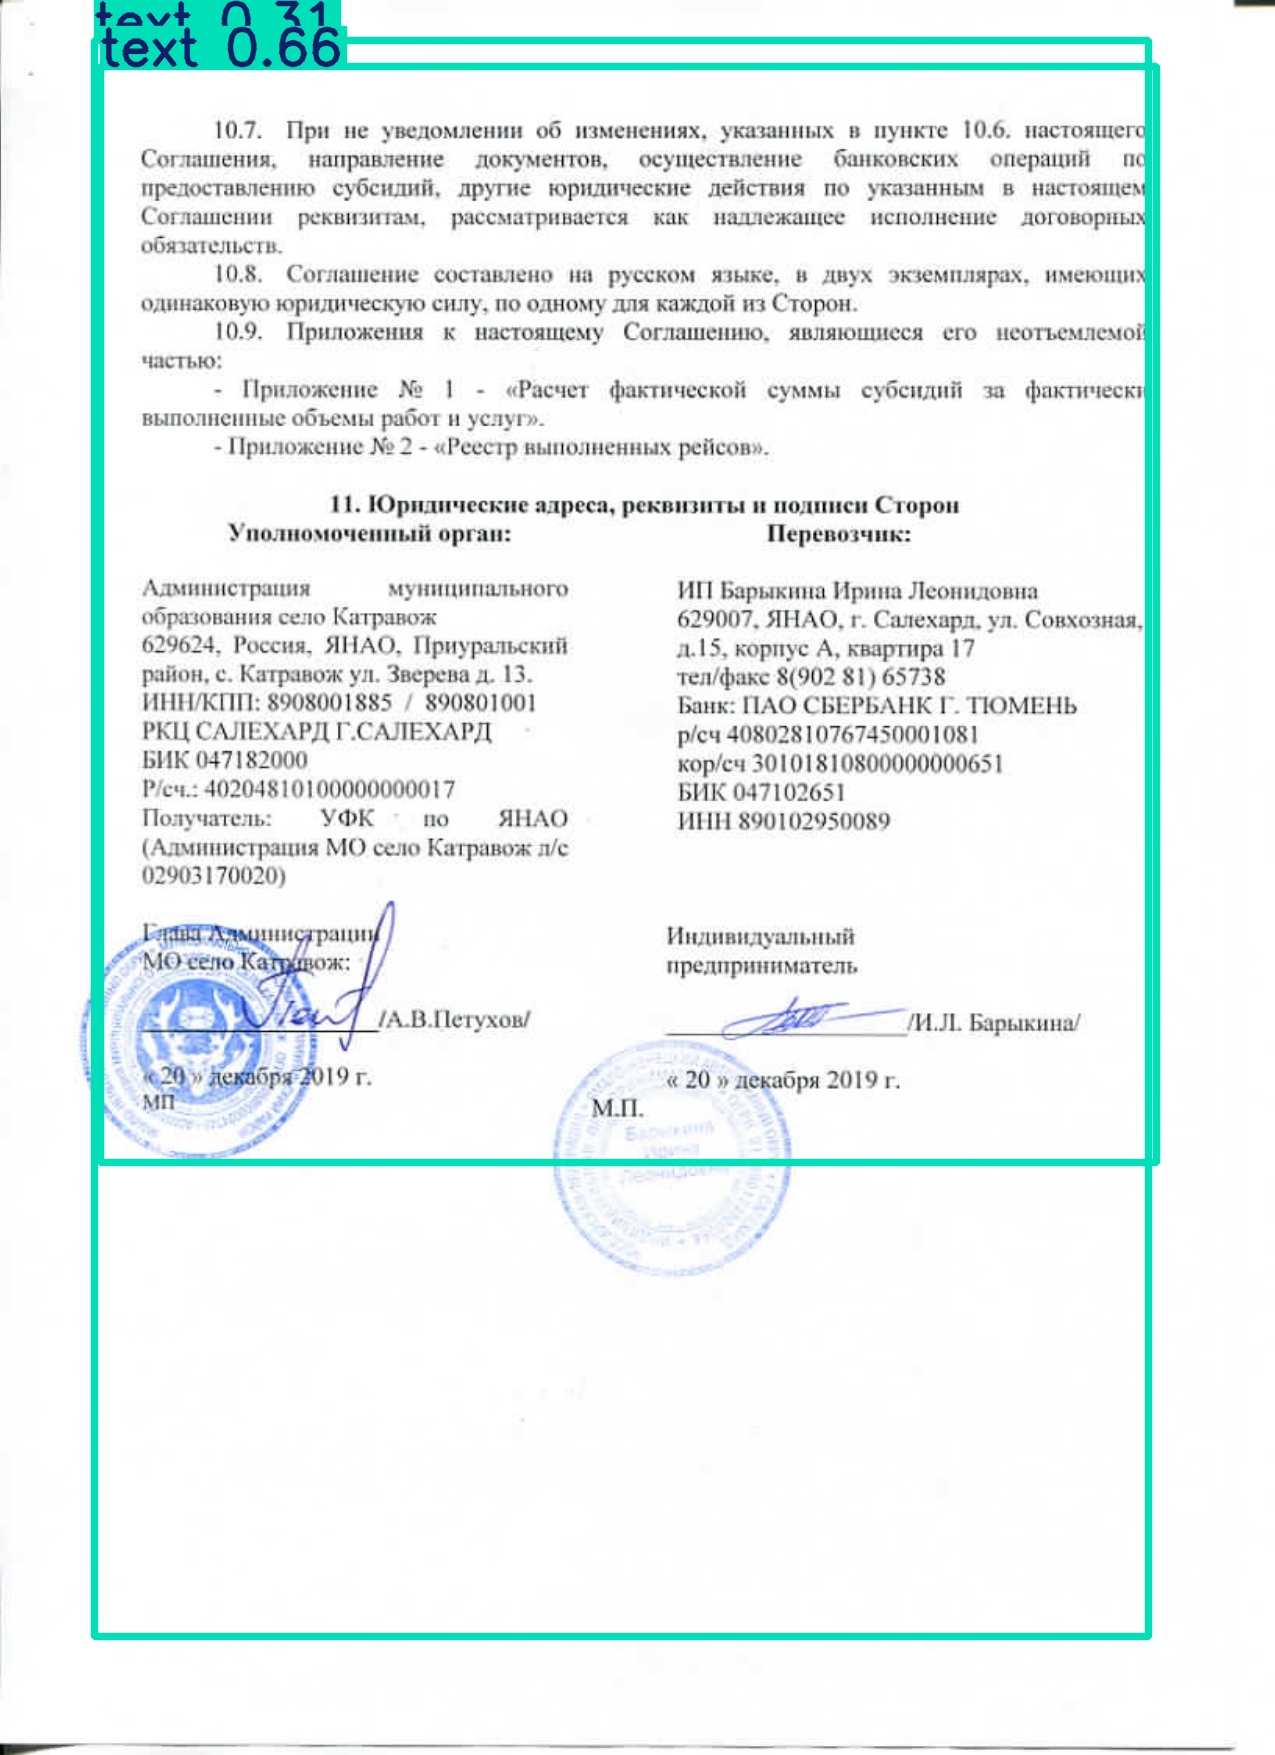 text 0.31
text 0.66
10.7. При не уведомлении об изменениях, указанных в пункте 10.6. настоящего
Соглашения, направление документов, осуществление банковских операций по
предоставлению субсидий, другие юридические действия по указанным в настоящем
Соглашении реквизитам, рассматривается как надлежащее исполнение договорных
обязательств.
10.8. Соглашение составлено на русском языке, в двух экземплярах, имеющих
одинаковую юридическую силу, по одному для каждой из Сторон.
10.9. Приложения к настоящему Соглашению, являющиеся его неотъемлемой
частью:
- Приложение № 1 - «Расчет фактической суммы субсидий за фактически
выполненные объемы работ и услуг».
- Приложение № 2 - «Реестр выполненных рейсов».
11. Юридические адреса, реквизиты и подписи Сторон
Уполномоченный орган:
Администрация муниципального
образования село Катравож
629624, Россия, ЯНАО, Приуральский
район, с. Катравож ул. Зверева д. 13.
ИНН/КПП: 8908001885 / 890801001
РКЦ САЛЕХАРД Г.САЛЕХАРД
БИК 047182000
Р/сч.: 40204810100000000017
Получатель: УФК по ЯНАО
(Администрация МО село Катравож л/с
02903170020)
Глава Администрации
МО село Катравож:
/А.В.Петухов/
« 20 » декабря 2019 г.
МП
Перевозчик:
ИП Барыкина Ирина Леонидовна
629007, ЯНАО, г. Салехард, ул. Совхозная,
д.15, корпус А, квартира 17
тел/факс 8(902 81) 65738
Банк: ПАО СБЕРБАНК Г. ТЮМЕНЬ
р/сч 40802810767450001081
кор/сч 30101810800000000651
БИК 047102651
ИНН 890102950089
Индивидуальный
предприниматель
/И.Л. Барыкина/
« 20 » декабря 2019 г.
М.П.
Барыкина
Ирина
Леонидовна